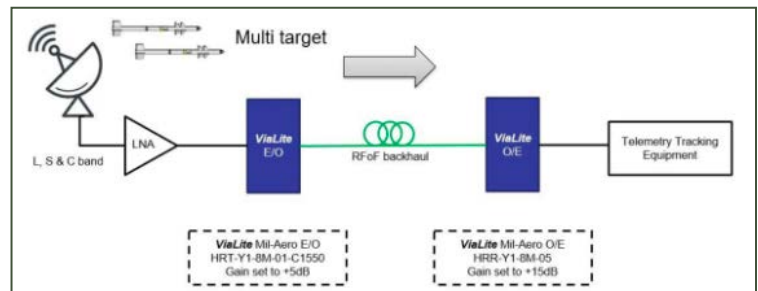 Multi target
LNA
L, S & C band
ViaLite
E/O
RFoF backhaul
ViaLite
O/E
Telemetry Tracking
Equipment
ViaLite Mil-Aero E/O
HRT-Y1-8M-01-C1550
Gain set to +5dB
ViaLite Mil-Aero O/E
HRR-Y1-8M-05
Gain set to +15dB